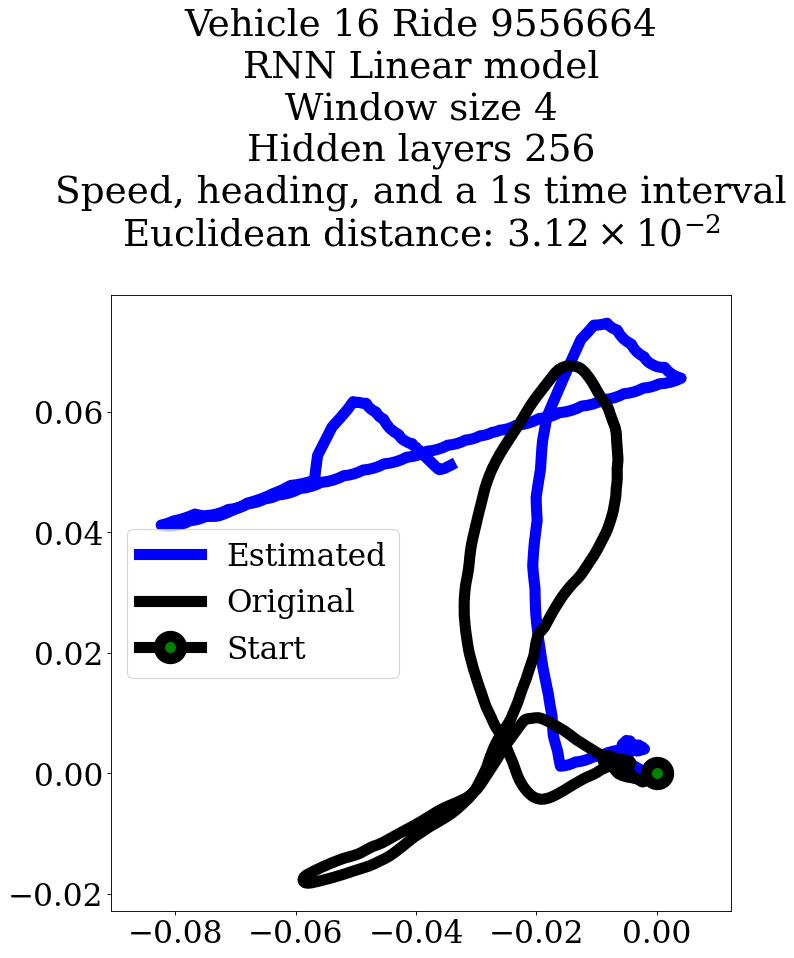 Vehicle 16 Ride 9556664
RNN Linear model
Window size 4
Hidden layers 256
Speed, heading, and a 1s time interval
Euclidean distance: 3.12 × 10⁻²
0.06
0.04
0.02
0.00
−0.02
Estimated
Original
Start
−0.08 −0.06 −0.04 −0.02 0.00